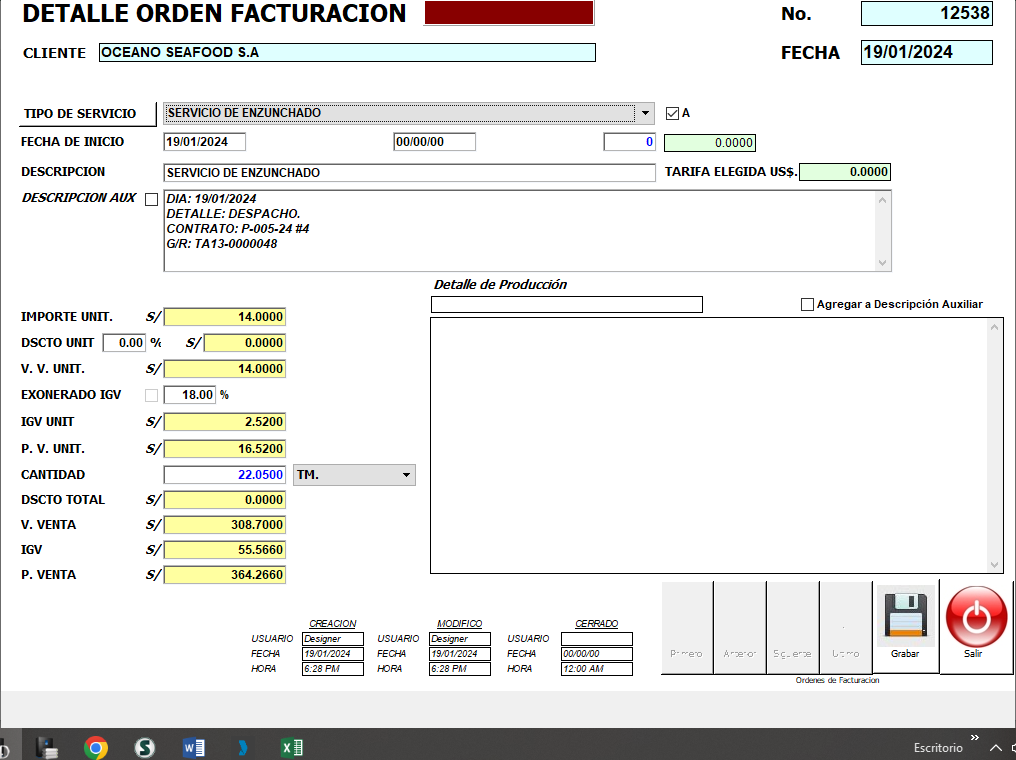 DETALLE ORDEN FACTURACION No. 12538
CLIENTE OCEANO SEAFOOD S.A FECHA 19/01/2024
TIPO DE SERVICIO SERVICIO DE ENZUNCHADO A
FECHA DE INICIO 19/01/2024 00/00/00 0 0.0000
DESCRIPCION SERVICIO DE ENZUNCHADO TARIFA ELEGIDA US$. 0.0000
DESCRIPCION AUX DIA: 19/01/2024
DETALLE: DESPACHO.
CONTRATO: P-005-24 #4
G/R: TA13-0000048
Detalle de Producción
Agregar a Descripción Auxiliar
IMPORTE UNIT. S/ 14.0000
DSCTO UNIT 0.00 % S/ 0.0000
V. V. UNIT. S/ 14.0000
EXONERADO IGV 18.00 %
IGV UNIT S/ 2.5200
P. V. UNIT. S/ 16.5200
CANTIDAD 22.0500 TM.
DSCTO TOTAL S/ 0.0000
V. VENTA S/ 308.7000
IGV S/ 55.5660
P. VENTA S/ 364.2660
CREACION MODIFICO CERRADO
USUARIO Designer USUARIO Designer USUARIO
FECHA 19/01/2024 FECHA 19/01/2024 FECHA 00/00/00
HORA 6:28 PM HORA 6:28 PM HORA 12:00 AM
Primero Anterior Siguiente Ultimo Grabar Salir
Ordenes de Facturacion
Escritorio